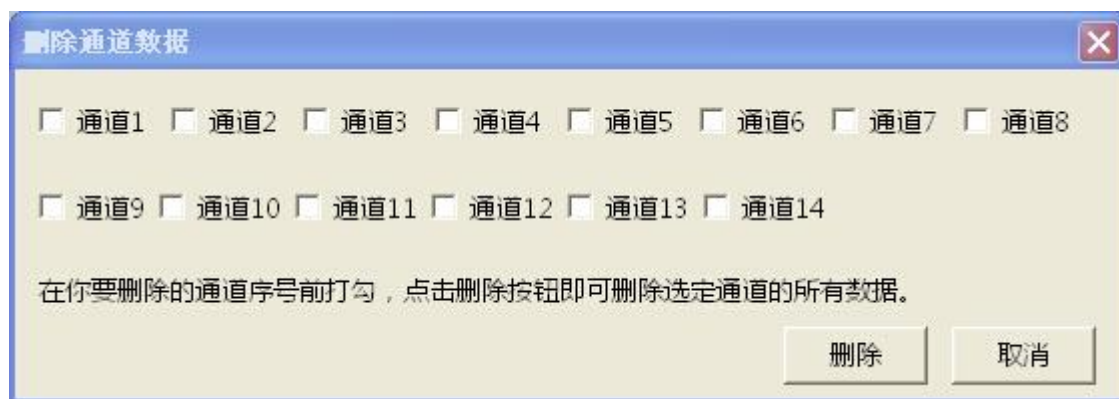 删除通道数据
通道1 通道2 通道3 通道4 通道5 通道6 通道7 通道8
通道9 通道10 通道11 通道12 通道13 通道14
在你要删除的通道序号前打勾，点击删除按钮即可删除选定通道的所有数据。
删除 取消